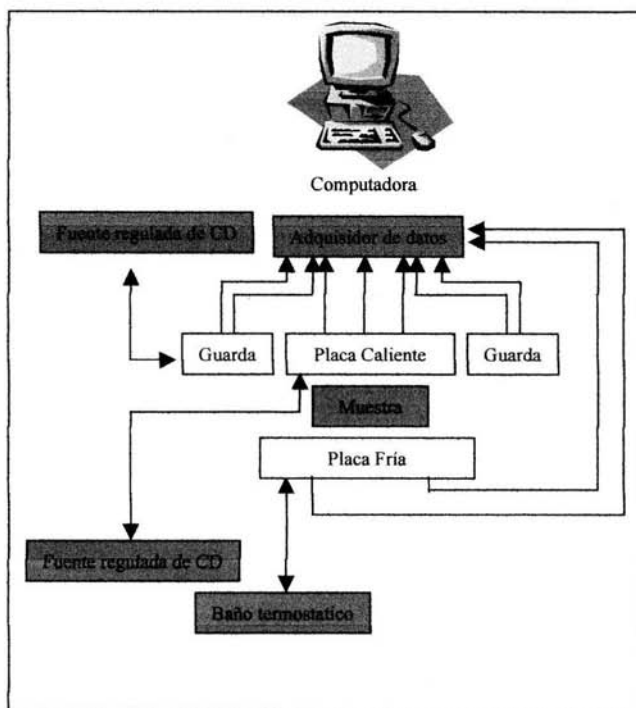 Computadora
Fuente regulada de CD
Adquisidor de datos
Guarda
Placa Caliente
Guarda
Muestra
Placa Fría
Fuente regulada de CD
Baño termostatico